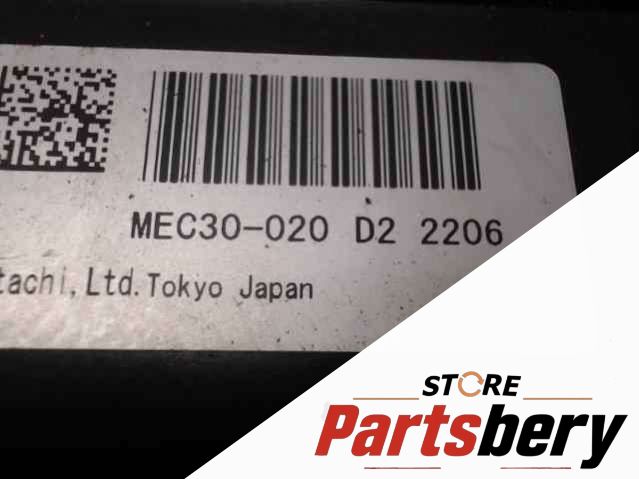 MEC30-020 D2 2206
tachi, Ltd. Tokyo Japan
STORE
Partsbery